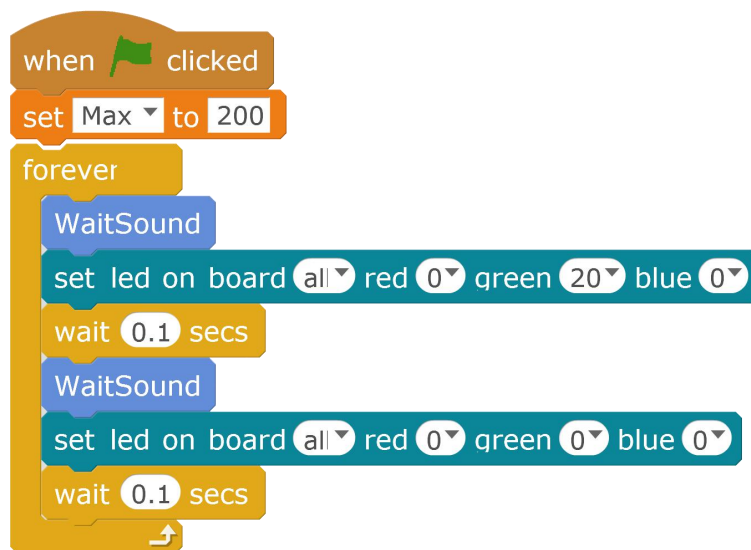 when clicked
set Max to 200
forever
WaitSound
set led on board all red 0 green 20 blue 0
wait 0.1 secs
WaitSound
set led on board all red 0 green 0 blue 0
wait 0.1 secs